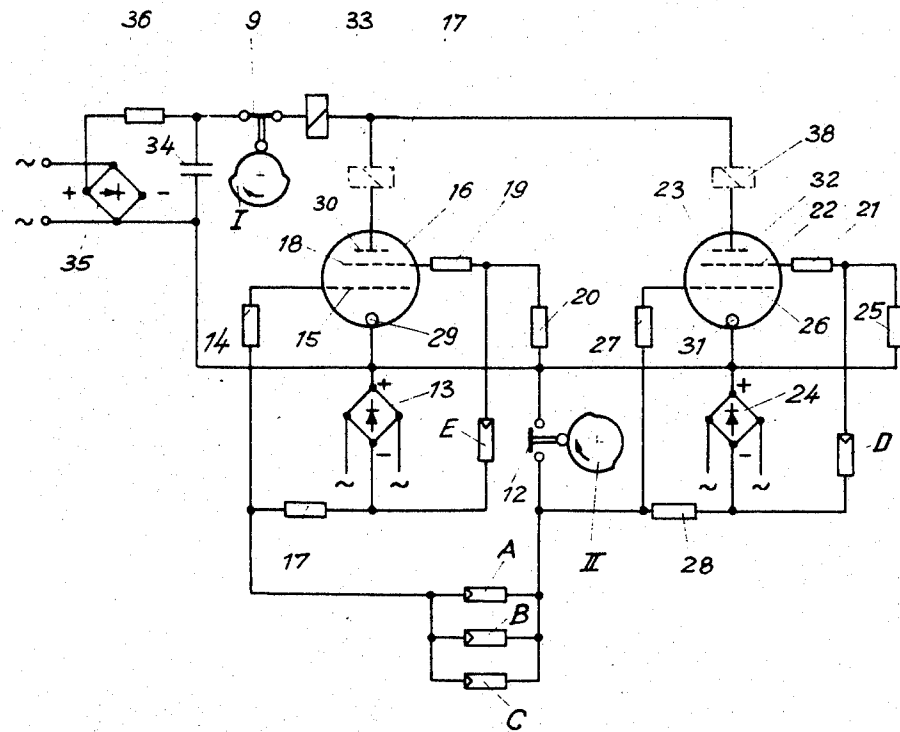 36 9 33 17
34 38
~ + - I 30 16 19 23 32 22 21
~ 35 18
14 15 29 20 27 31 26 25
+ 13 + 24
E 12 D
- -
~ ~ ~ ~
17 A II 28
B
C